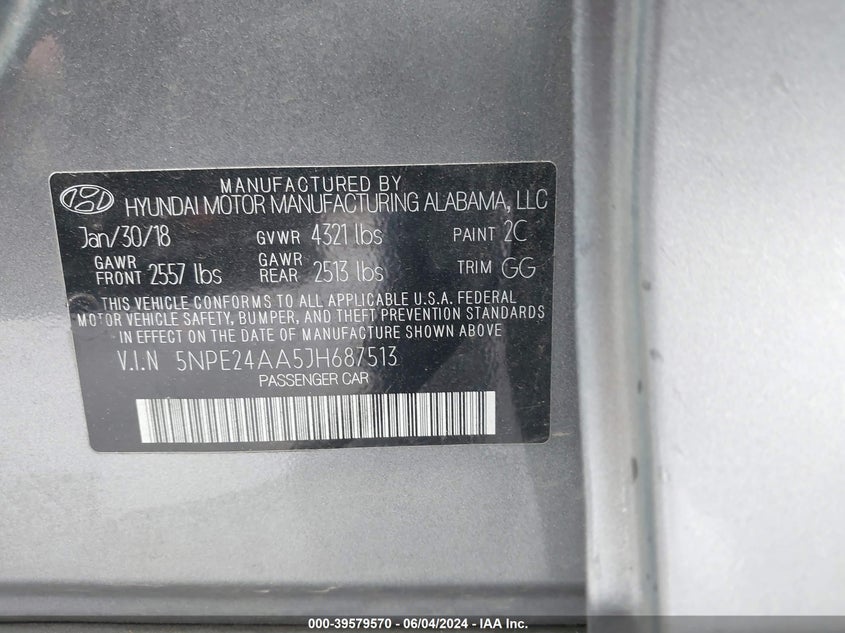 MANUFACTURED BY
HYUNDAI MOTOR MANUFACTURING ALABAMA, LLC
Jan/30/18 GVWR 4321 lbs PAINT 2C
GAWR FRONT 2557 lbs GAWR REAR 2513 lbs TRIM GG
THIS VEHICLE CONFORMS TO ALL APPLICABLE U.S.A. FEDERAL
MOTOR VEHICLE SAFETY, BUMPER, AND THEFT PREVENTION STANDARDS
IN EFFECT ON THE DATE OF MANUFACTURE SHOWN ABOVE
V.I.N 5NPE24AA5JH687513
PASSENGER CAR
000-39579570 - 06/04/2024 - IAA Inc.